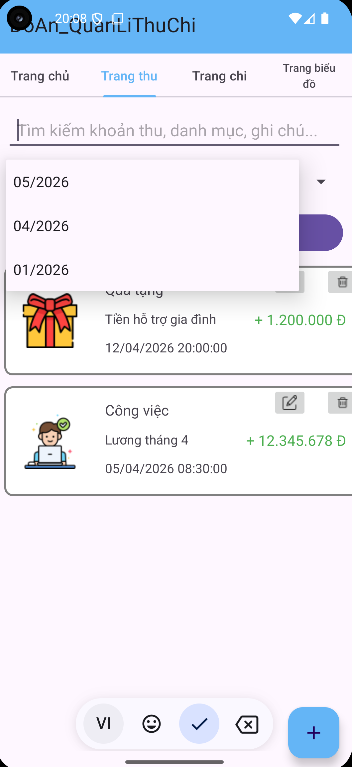 20:08
DoAn_QuanLiThuChi
Trang chủ
Trang thu
Trang chi
Trang biểu
đồ
Tìm kiếm khoản thu, danh mục, ghi chú...
05/2026
04/2026
01/2026
Quà tặng
Tiền hỗ trợ gia đình
+ 1.200.000 Đ
12/04/2026 20:00:00
Công việc
Lương tháng 4
+ 12.345.678 Đ
05/04/2026 08:30:00
VI
+